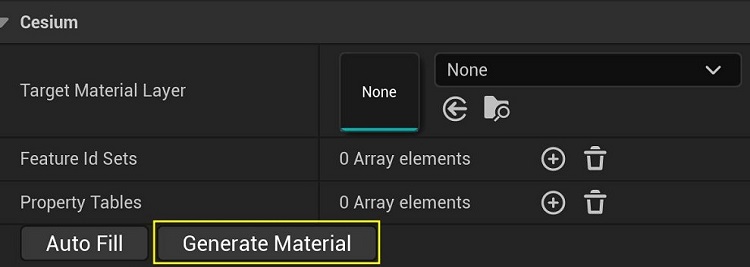 Cesium
Target Material Layer
None
None
Feature Id Sets
0 Array elements
Property Tables
0 Array elements
Auto Fill
Generate Material